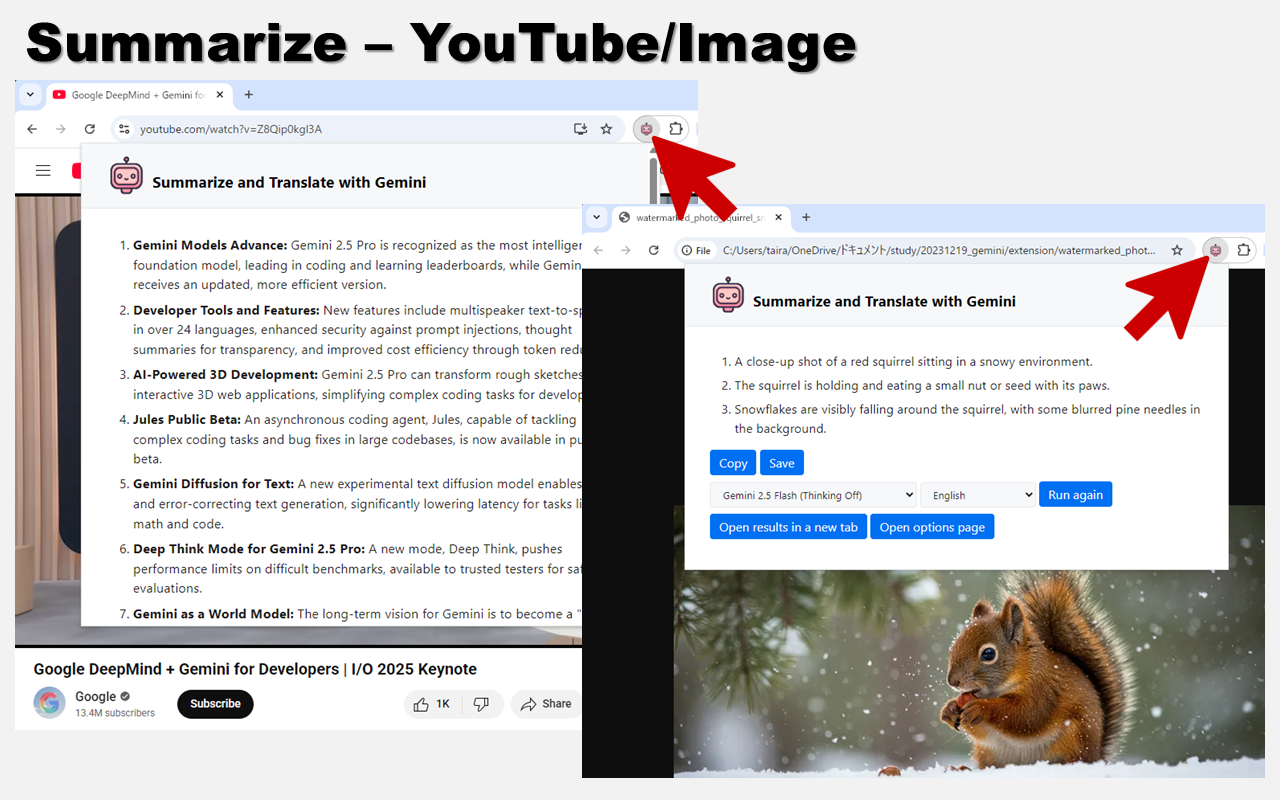 Summarize – YouTube/Image
Google DeepMind + Gemini fo
youtube.com/watch?v=Z8Qip0kgl3A
Summarize and Translate with Gemini
1. Gemini Models Advance: Gemini 2.5 Pro is recognized as the most intelliger
foundation model, leading in coding and learning leaderboards, while Gemin
receives an updated, more efficient version.
2. Developer Tools and Features: New features include multispeaker text-to-sp
in over 24 languages, enhanced security against prompt injections, thought
summaries for transparency, and improved cost efficiency through token redu
3. AI-Powered 3D Development: Gemini 2.5 Pro can transform rough sketches
interactive 3D web applications, simplifying complex coding tasks for develop
4. Jules Public Beta: An asynchronous coding agent, Jules, capable of tackling
complex coding tasks and bug fixes in large codebases, is now available in pu
beta.
5. Gemini Diffusion for Text: A new experimental text diffusion model enables
and error-correcting text generation, significantly lowering latency for tasks li
math and code.
6. Deep Think Mode for Gemini 2.5 Pro: A new mode, Deep Think, pushes
performance limits on difficult benchmarks, available to trusted testers for saf
evaluations.
7. Gemini as a World Model: The long-term vision for Gemini is to become a "
Google DeepMind + Gemini for Developers | I/O 2025 Keynote
Google
13.4M subscribers
Subscribe
1K
Share
watermarked_photo_squirrel_sn
File
C:/Users/taira/OneDrive/ドキュメント/study/20231219_gemini/extension/watermarked_phot...
Summarize and Translate with Gemini
1. A close-up shot of a red squirrel sitting in a snowy environment.
2. The squirrel is holding and eating a small nut or seed with its paws.
3. Snowflakes are visibly falling around the squirrel, with some blurred pine needles in
the background.
Copy
Save
Gemini 2.5 Flash (Thinking Off)
English
Run again
Open results in a new tab
Open options page